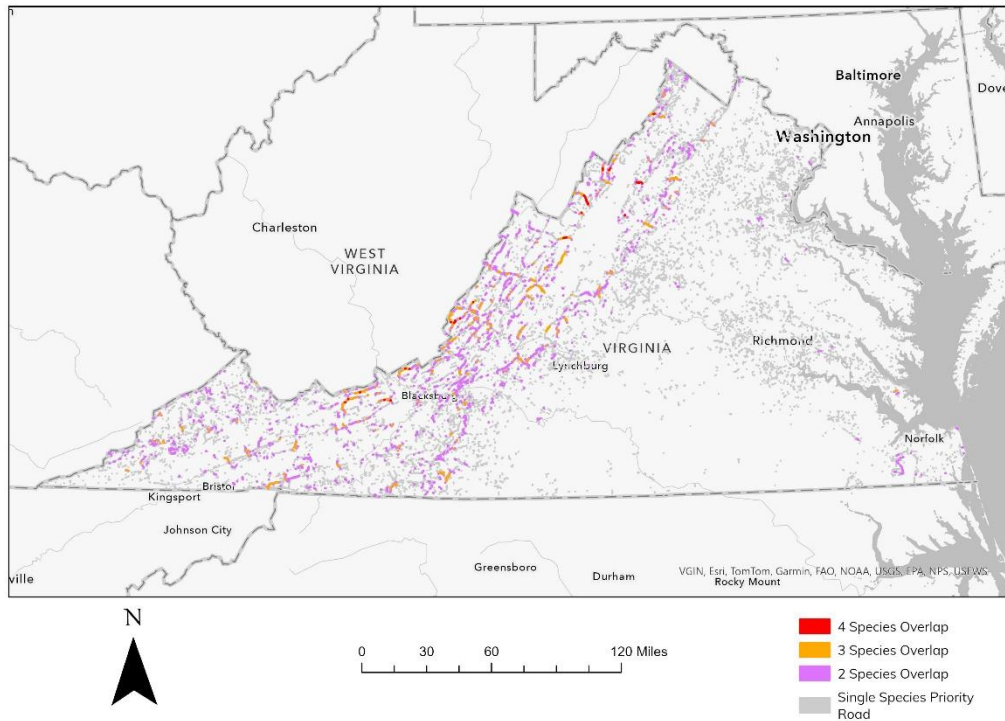 Baltimore
Dove
Annapolis
Washington
Charleston
WEST
VIRGINIA
Richmond
VIRGINIA
Lynchburg
Blacksburg
Norfolk
Bristol
Kingsport
Johnson City
Greensboro
Durham
VGIN, Esri, TomTom, Garmin, FAO, NOAA, USGS, EPA, NPS, USFWS
Rocky Mount
ville
N
0 30 60 120 Miles
4 Species Overlap
3 Species Overlap
2 Species Overlap
Single Species Priority
Road